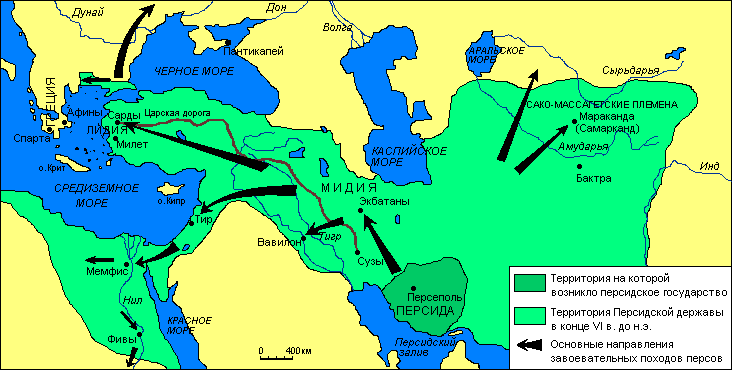 Дунай
Дон
Волга
Пантикапей
ЧЕРНОЕ МОРЕ
АРАЛЬСКОЕ
МОРЕ
Сырдарья
ГРЕЦИЯ
Афины
Сарды
Царская дорога
ЛИДИЯ
Милет
Спарта
о.Крит
САКО-МАССАГЕТСКИЕ ПЛЕМЕНА
Мараканда
(Самарканд)
Амударья
Бактра
Инд
КАСПИЙСКОЕ
МОРЕ
СРЕДИЗЕМНОЕ
МОРЕ
о.Кипр
МИДИЯ
Экбатаны
Тир
Вавилон
Тигр
Сузы
Мемфис
Нил
Фивы
КРАСНОЕ
МОРЕ
Персеполь
ПЕРСИДА
Персидский
залив
0 400км
Территория на которой
возникло персидское государство
Территория Персидской державы
в конце VI в. до н.э.
Основные направления
завоевательных походов персов